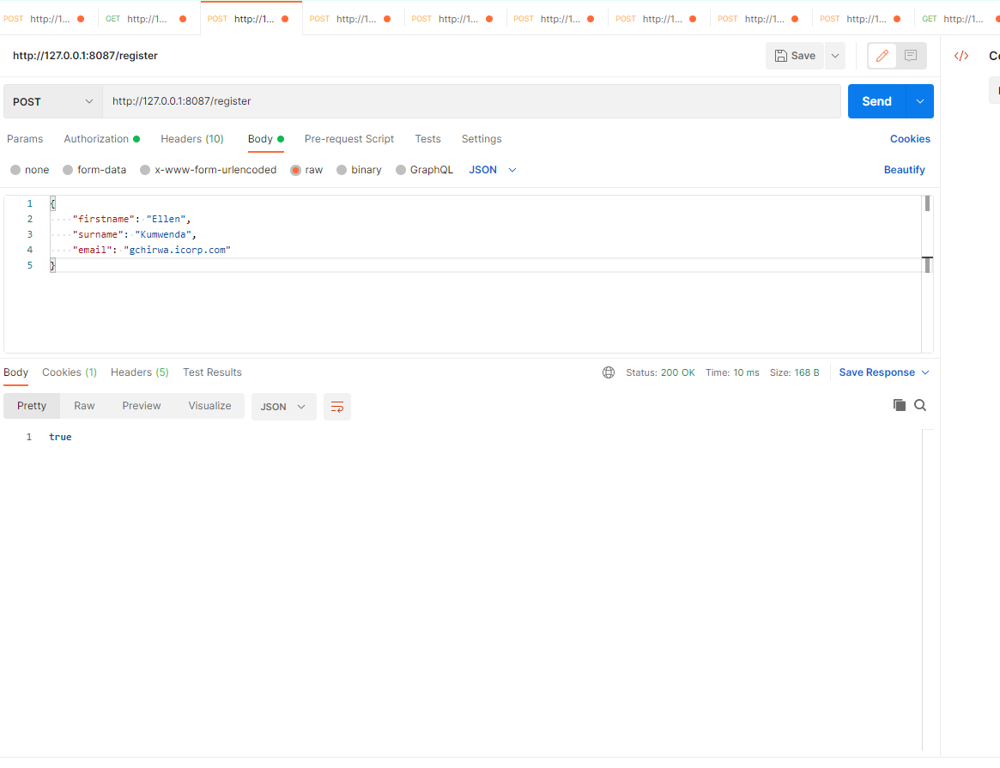 POST http://1... GET http://1... POST http://1... POST http://1... POST http://1... POST http://1... POST http://1... POST http://1... POST http://1... GET http://1...
http://127.0.0.1:8087/register Save </>
POST http://127.0.0.1:8087/register Send
Params Authorization Headers (10) Body Pre-request Script Tests Settings Cookies
none form-data x-www-form-urlencoded raw binary GraphQL JSON Beautify
1 {
2 "firstname": "Ellen",
3 "surname": "Kumwenda",
4 "email": "gchirwa.icorp.com"
5 }
Body Cookies (1) Headers (5) Test Results Status: 200 OK Time: 10 ms Size: 168 B Save Response
Pretty Raw Preview Visualize JSON
1 true